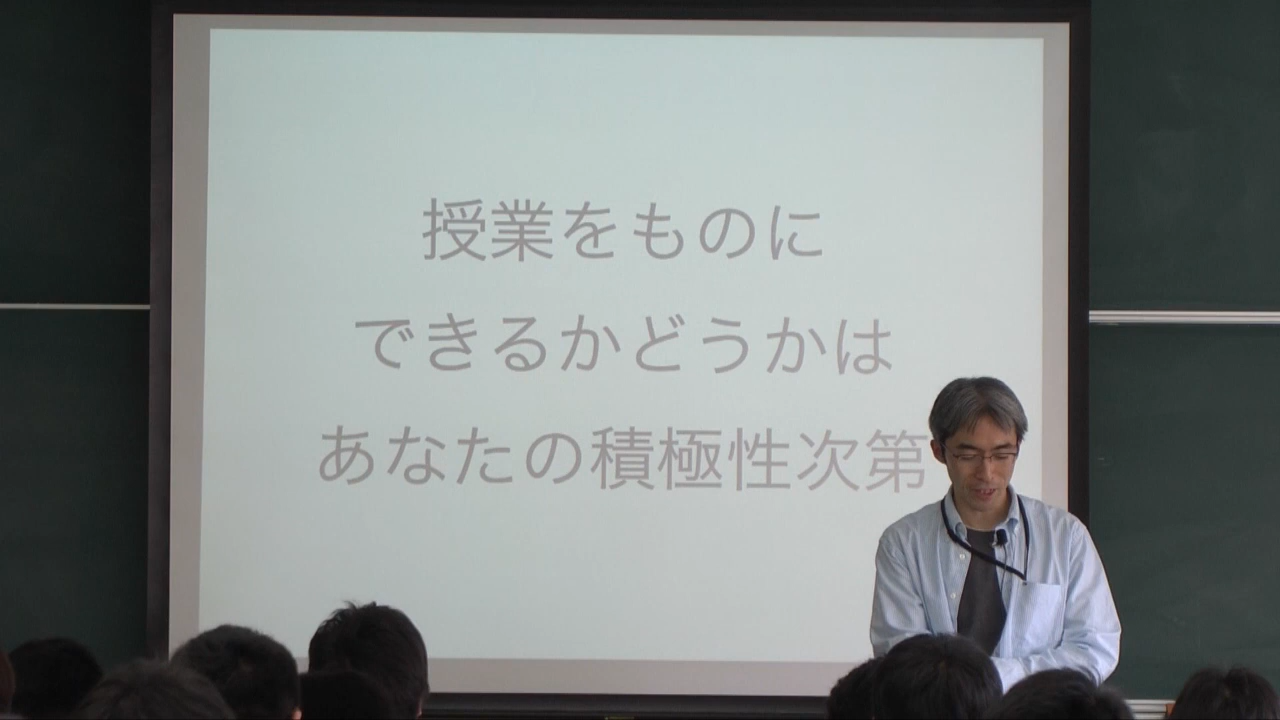 授業をものに
できるかどうかは
あなたの積極性次第